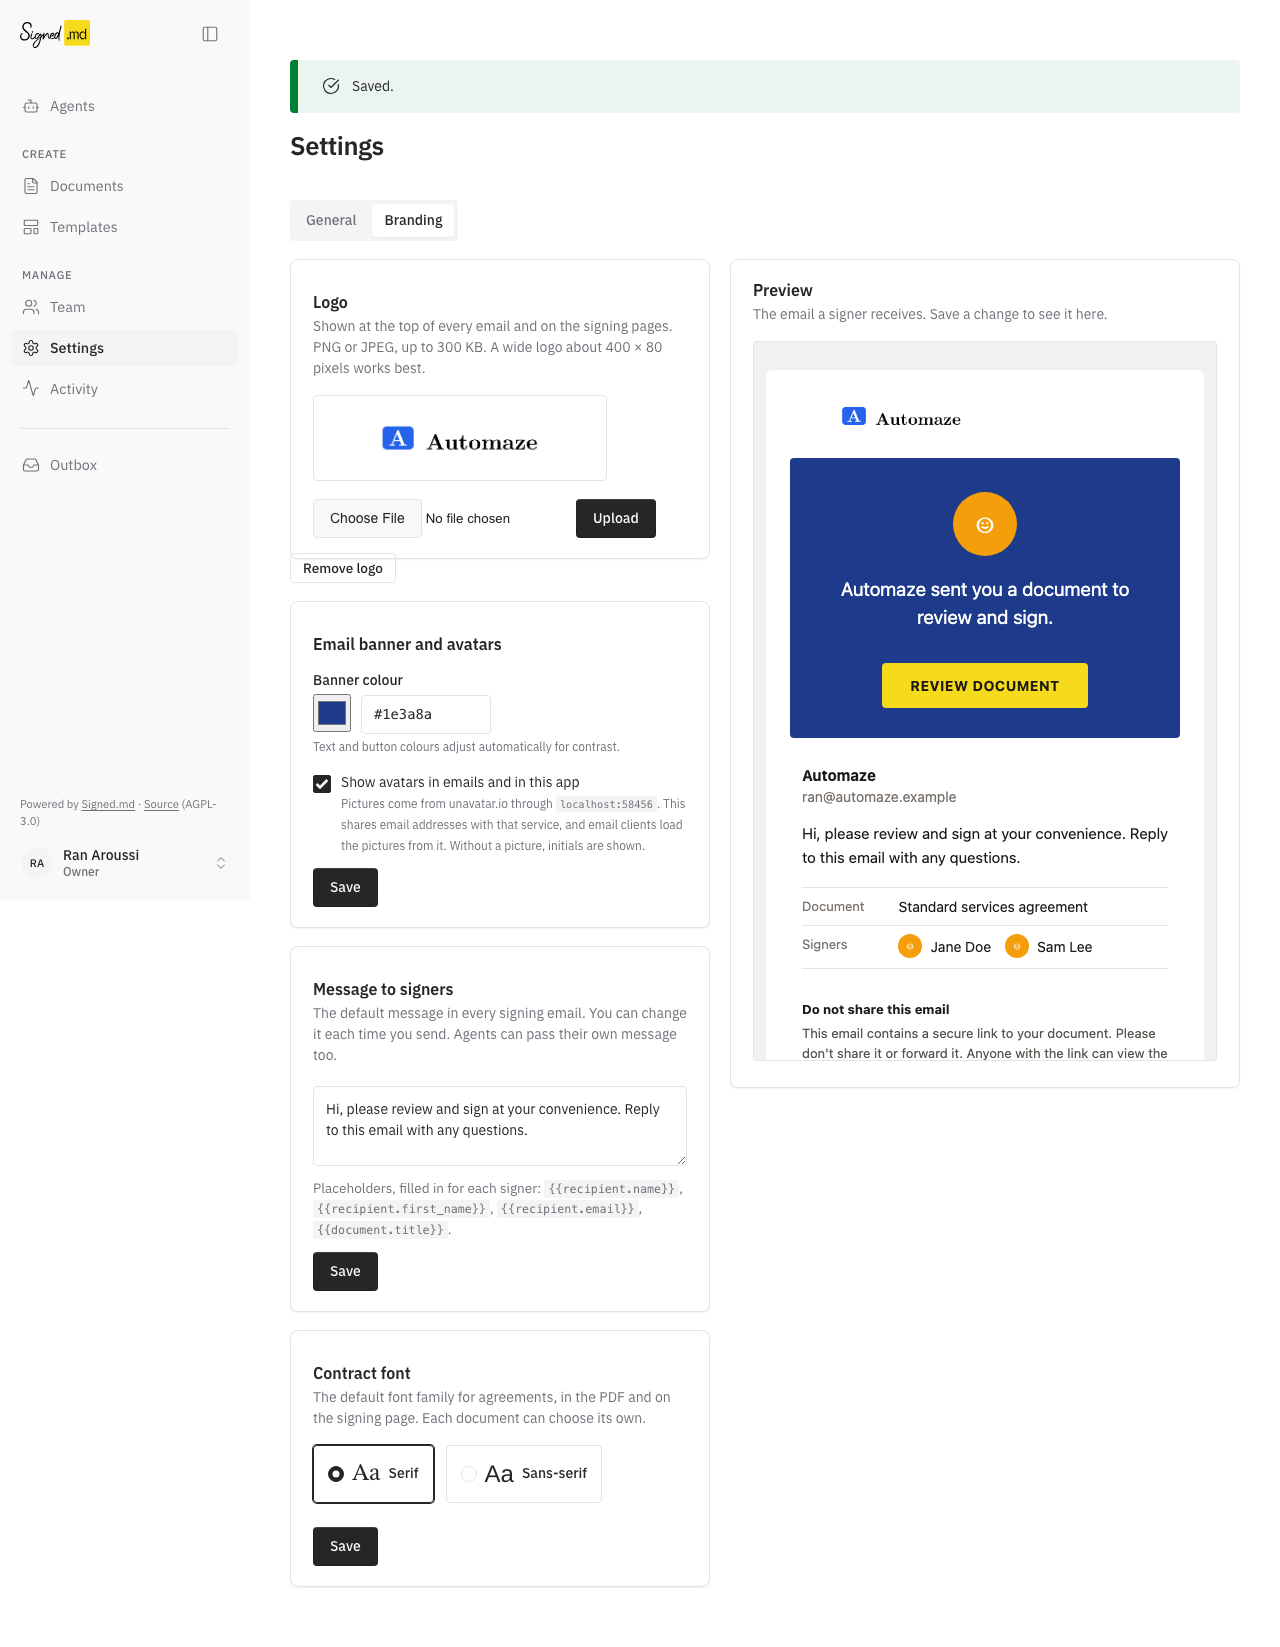 Signed .md
Agents
CREATE
Documents
Templates
MANAGE
Team
Settings
Activity
Outbox
Powered by Signed.md · Source (AGPL-
3.0)
RA
Ran Aroussi
Owner
Saved.
Settings
General
Branding
Logo
Shown at the top of every email and on the signing pages.
PNG or JPEG, up to 300 KB. A wide logo about 400 × 80
pixels works best.
A Automaze
Choose File No file chosen
Upload
Remove logo
Email banner and avatars
Banner colour
#1e3a8a
Text and button colours adjust automatically for contrast.
Show avatars in emails and in this app
Pictures come from unavatar.io through localhost:58456. This
shares email addresses with that service, and email clients load
the pictures from it. Without a picture, initials are shown.
Save
Message to signers
The default message in every signing email. You can change
it each time you send. Agents can pass their own message
too.
Hi, please review and sign at your convenience. Reply
to this email with any questions.
Placeholders, filled in for each signer: {{recipient.name}},
{{recipient.first_name}}, {{recipient.email}},
{{document.title}}.
Save
Contract font
The default font family for agreements, in the PDF and on
the signing page. Each document can choose its own.
Aa Serif
Aa Sans-serif
Save
Preview
The email a signer receives. Save a change to see it here.
A Automaze
Automaze sent you a document to
review and sign.
REVIEW DOCUMENT
Automaze
ran@automaze.example
Hi, please review and sign at your convenience. Reply
to this email with any questions.
Document Standard services agreement
Signers Jane Doe Sam Lee
Do not share this email
This email contains a secure link to your document. Please
don't share it or forward it. Anyone with the link can view the